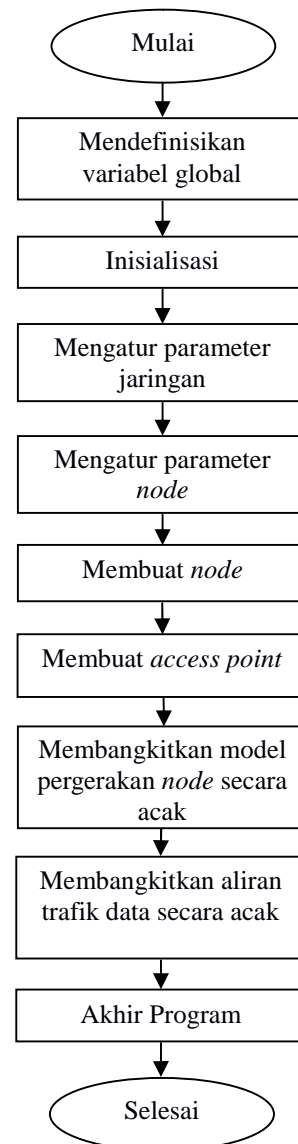 Mulai
Mendefinisikan
variabel global
Inisialisasi
Mengatur parameter
jaringan
Mengatur parameter
node
Membuat node
Membuat access point
Membangkitkan model
pergerakan node secara
acak
Membangkitkan aliran
trafik data secara acak
Akhir Program
Selesai